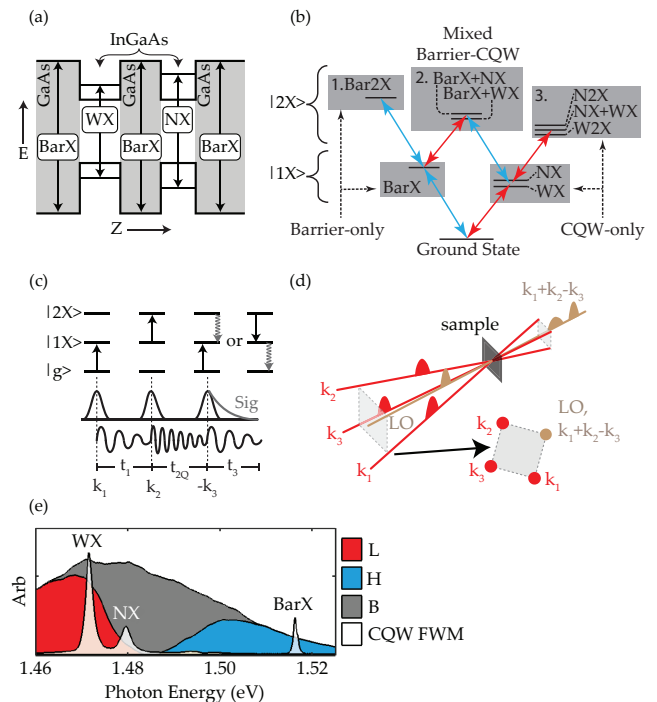 (a)
InGaAs
GaAs
GaAs
GaAs
E
WX
NX
BarX
BarX
BarX
Z
(b)
Mixed
Barrier-CQW
|2X>
|1X>
1.Bar2X
2. BarX+NX
BarX+WX
3.
N2X
NX+WX
W2X
BarX
NX
WX
Barrier-only
Ground State
CQW-only
(c)
|2X>
|1X>
|g>
or
Sig
t1
t2Q
t3
k1
k2
-k3
(d)
k1+k2-k3
sample
k2
k3
LO
k1
k2
LO,
k1+k2-k3
k3
k1
(e)
WX
NX
BarX
Arb
L
H
B
CQW FWM
1.46 1.48 1.50 1.52
Photon Energy (eV)